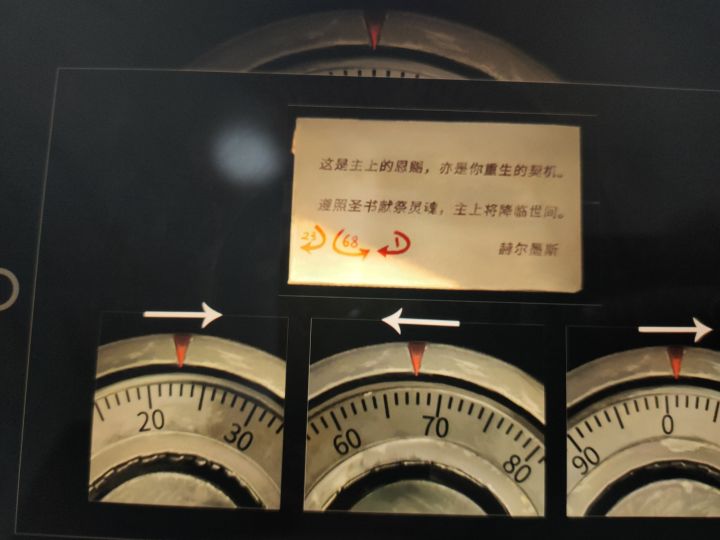 这是主上的恩赐，亦是你重生的契机。
遵照圣书献祭灵魂，主上将降临世间。
23 68 1
赫尔墨斯
20 30
60 70 80
90 0